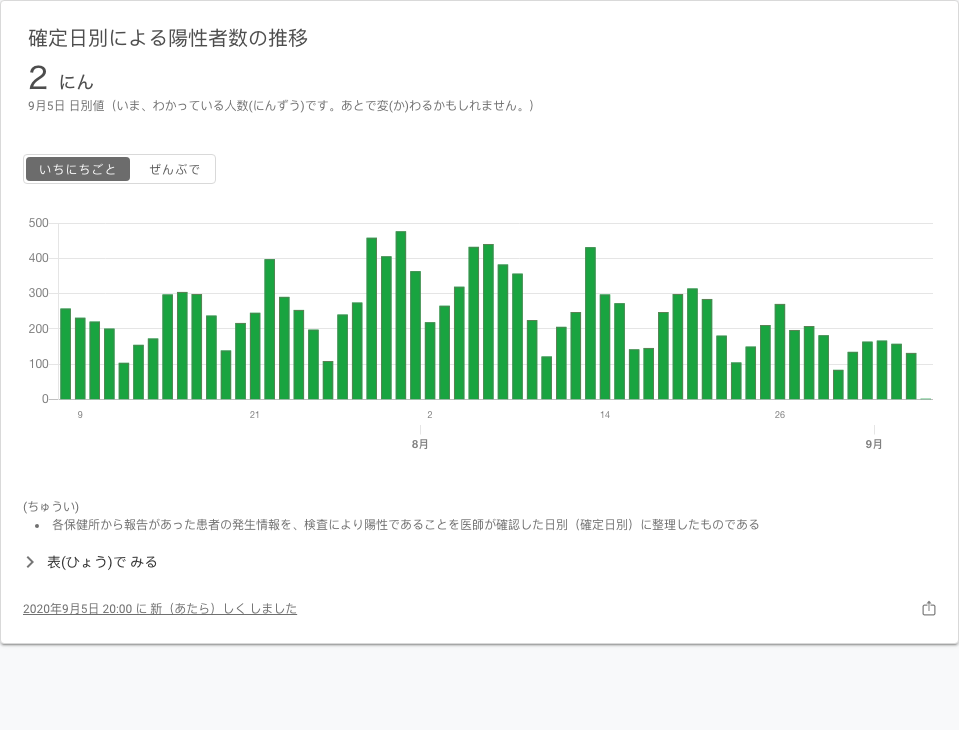 確定日別による陽性者数の推移
2 にん
9月5日 日別値（いま、わかっている人数(にんずう)です。あとで変(か)わるかもしれません。）
いちにちごと ぜんぶで
500
400
300
200
100
0
9 21 2 14 26
8月 9月
(ちゅうい)
• 各保健所から報告があった患者の発生情報を、検査により陽性であることを医師が確認した日別（確定日別）に整理したものである
表(ひょう)で みる
2020年9月5日 20:00 に 新（あたら）しく しました